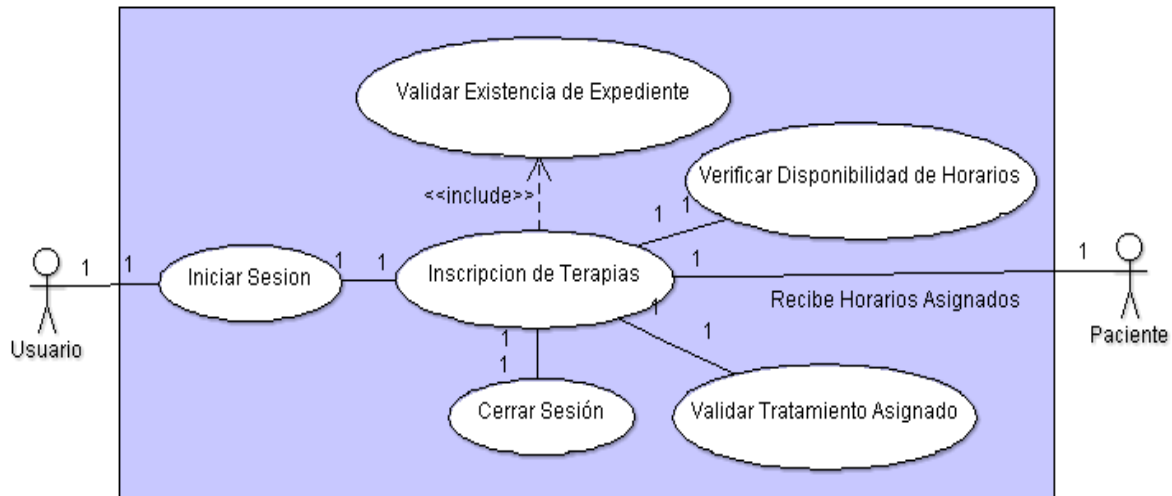 Validar Existencia de Expediente
Verificar Disponibilidad de Horarios
<<include>>
1 1
1 1 Iniciar Sesion 1 1 Inscripcion de Terapias 1 1
Recibe Horarios Asignados
Usuario
Paciente
1
1 1
1
Cerrar Sesión
Validar Tratamiento Asignado